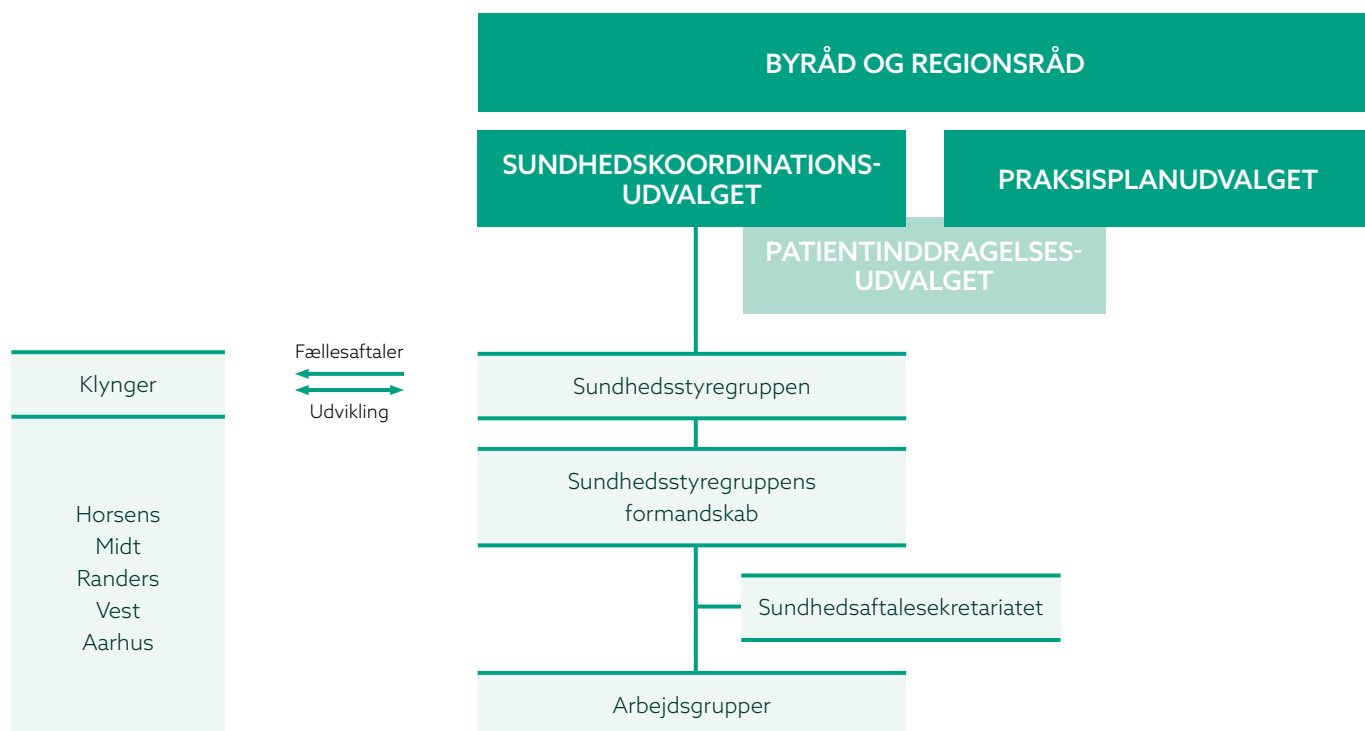 BYRÅD OG REGIONSRÅD
SUNDHEDSKOORDINATIONS-
UDVALGET
PRAKSISPLANUDVALGET
PATIENTINDDRAGELSES-
UDVALGET
Klynger
Fællesaftaler
Udvikling
Sundhedsstyregruppen
Sundhedsstyregruppens
formandskab
Horsens
Midt
Randers
Vest
Aarhus
Sundhedsaftalesekretariatet
Arbejdsgrupper